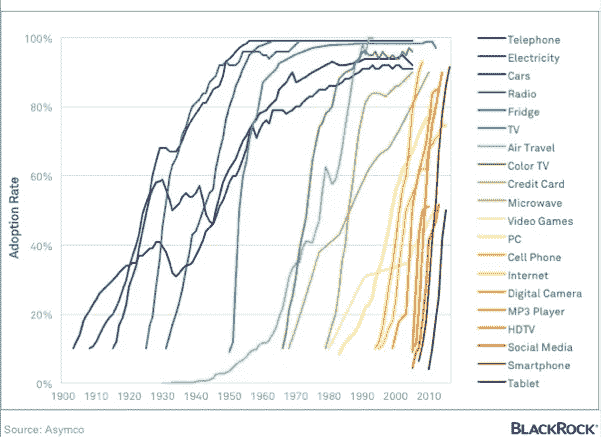 Adoption Rate
100%
80%
60%
40%
20%
0%
1900 1910 1920 1930 1940 1950 1960 1970 1980 1990 2000 2010
Telephone
Electricity
Cars
Radio
Fridge
TV
Air Travel
Color TV
Credit Card
Microwave
Video Games
PC
Cell Phone
Internet
Digital Camera
MP3 Player
HDTV
Social Media
Smartphone
Tablet
Source: Asymco
BLACKROCK®